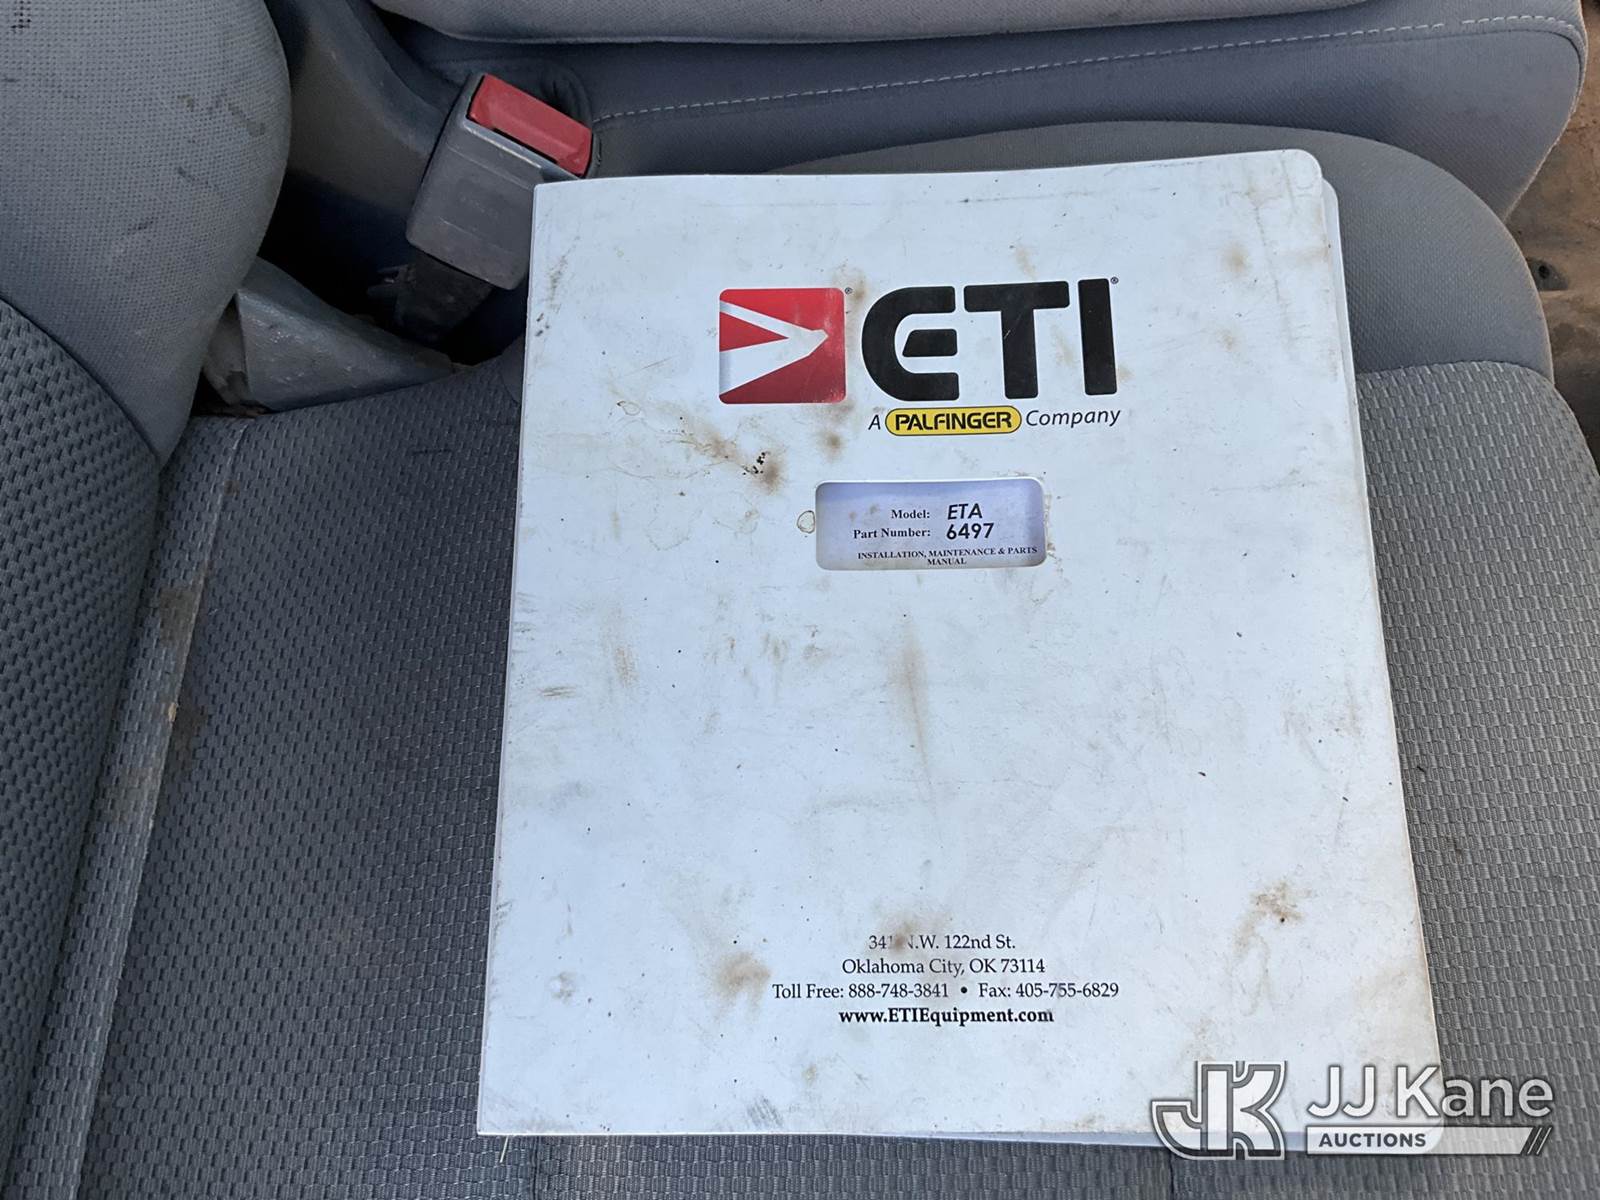 ETI®
A PALFINGER Company
Model: ETA
Part Number: 6497
INSTALLATION, MAINTENANCE & PARTS
MANUAL
N.W. 122nd St.
Oklahoma City, OK 73114
Toll Free: 888-748-3841 • Fax: 405-755-6829
www.ETIEquipment.com
JK JJ Kane
AUCTIONS